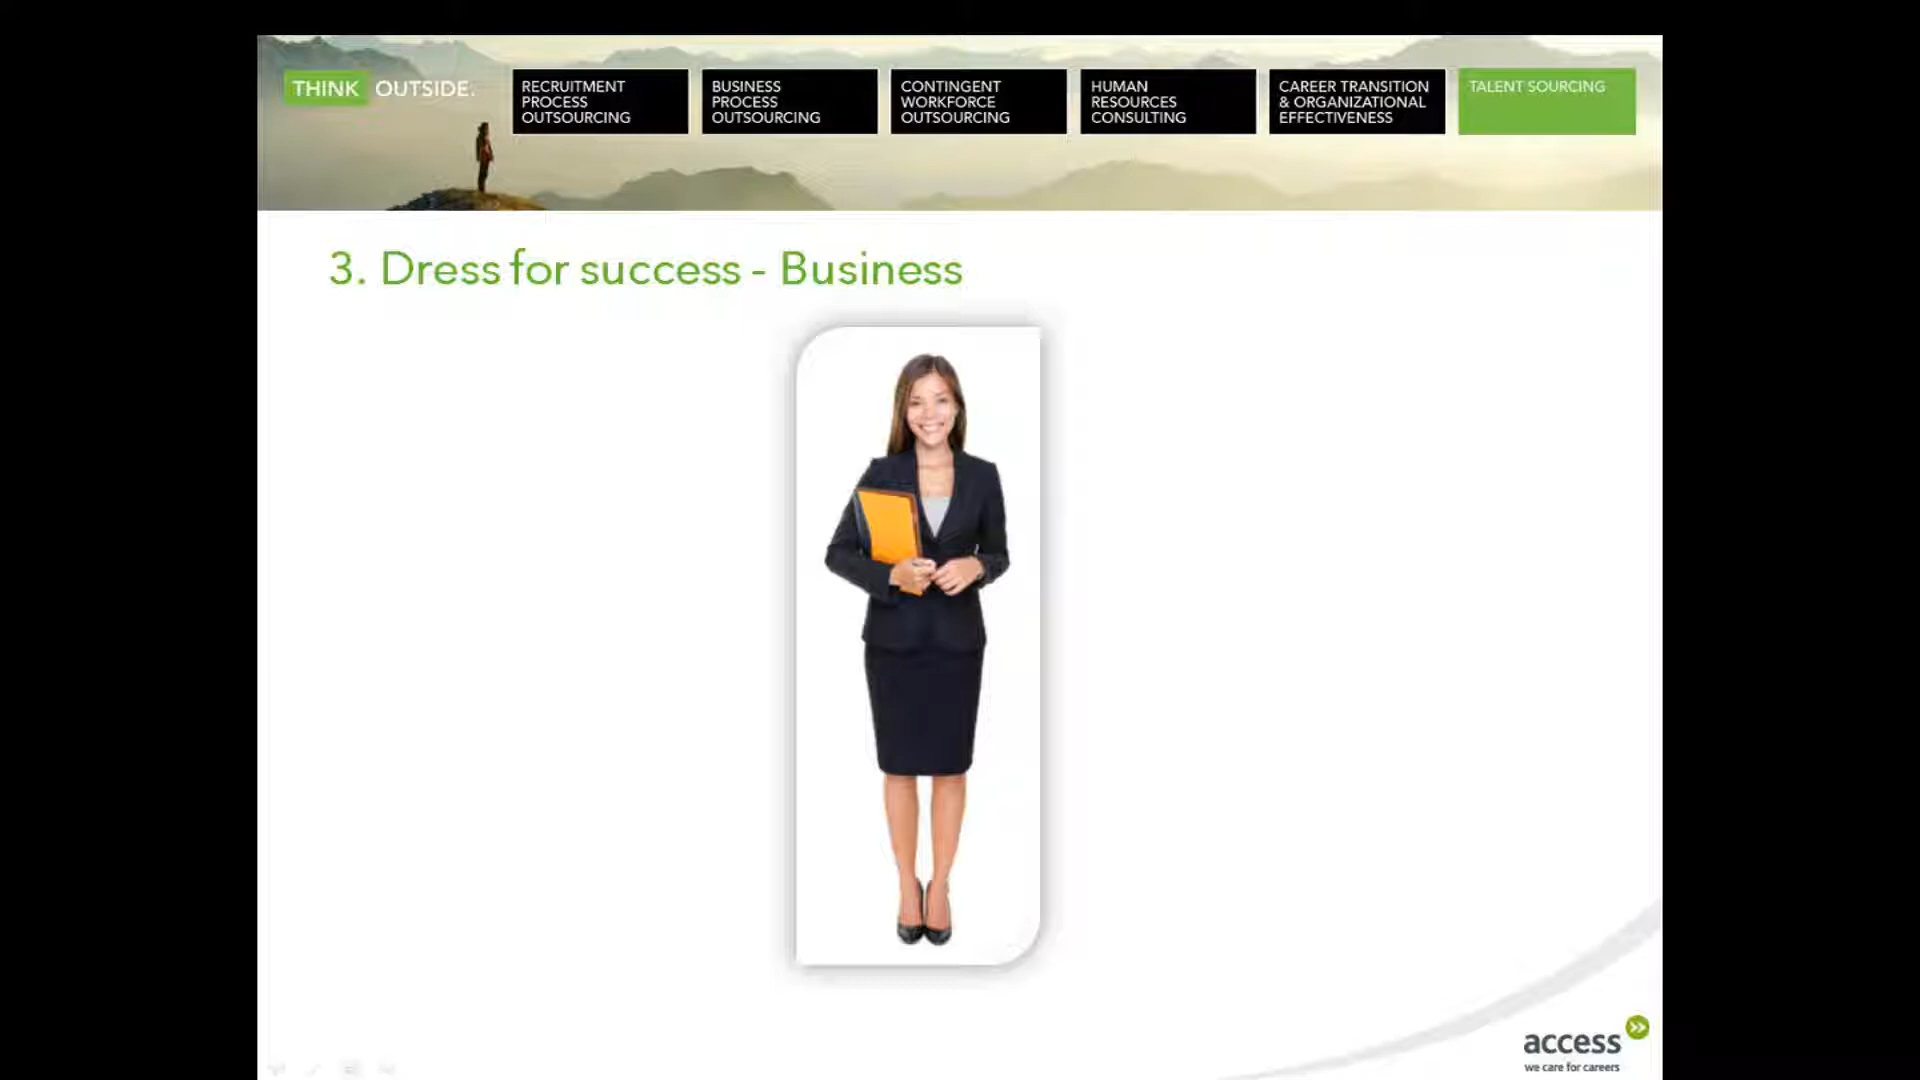 THINK OUTSIDE.
RECRUITMENT
PROCESS
OUTSOURCING
BUSINESS
PROCESS
OUTSOURCING
CONTINGENT
WORKFORCE
OUTSOURCING
HUMAN
RESOURCES
CONSULTING
CAREER TRANSITION
& ORGANIZATIONAL
EFFECTIVENESS
TALENT SOURCING
3. Dress for success - Business
access
we care for careers